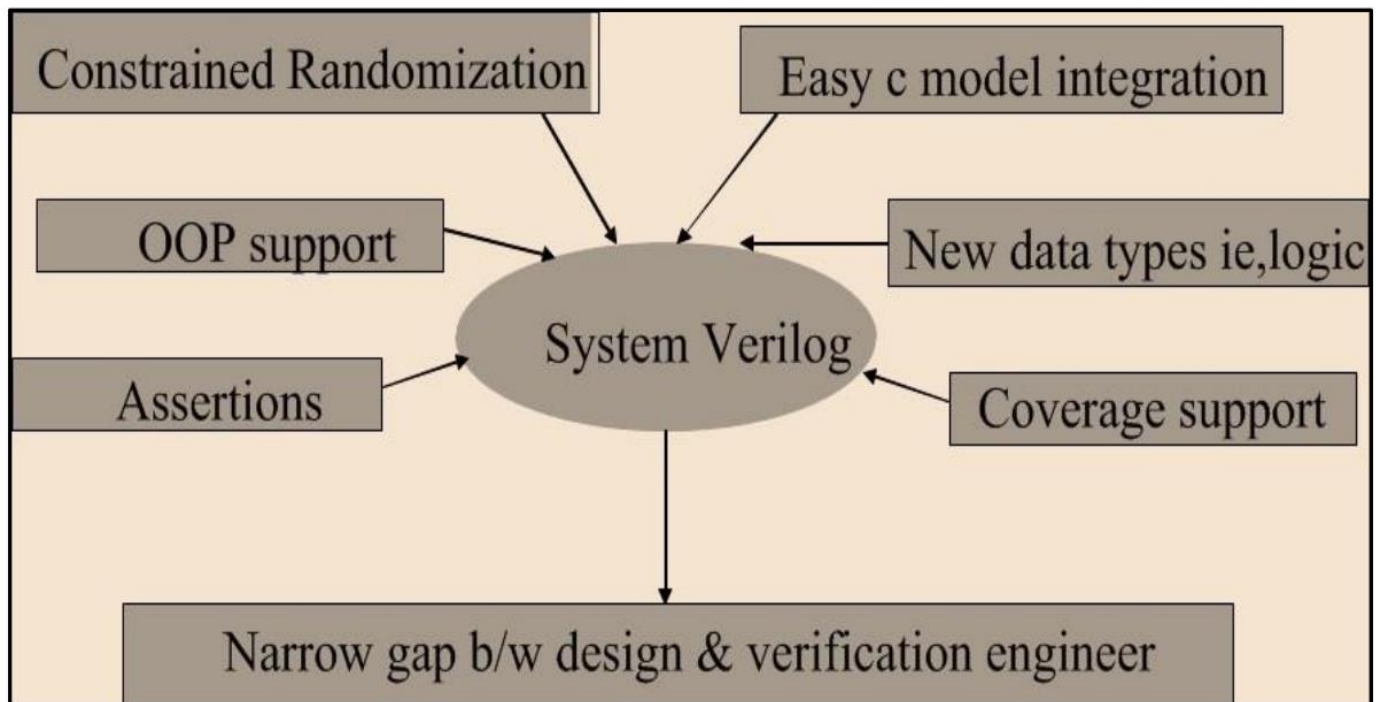 Constrained Randomization
Easy c model integration
OOP support
New data types ie,logic
System Verilog
Assertions
Coverage support
Narrow gap b/w design & verification engineer